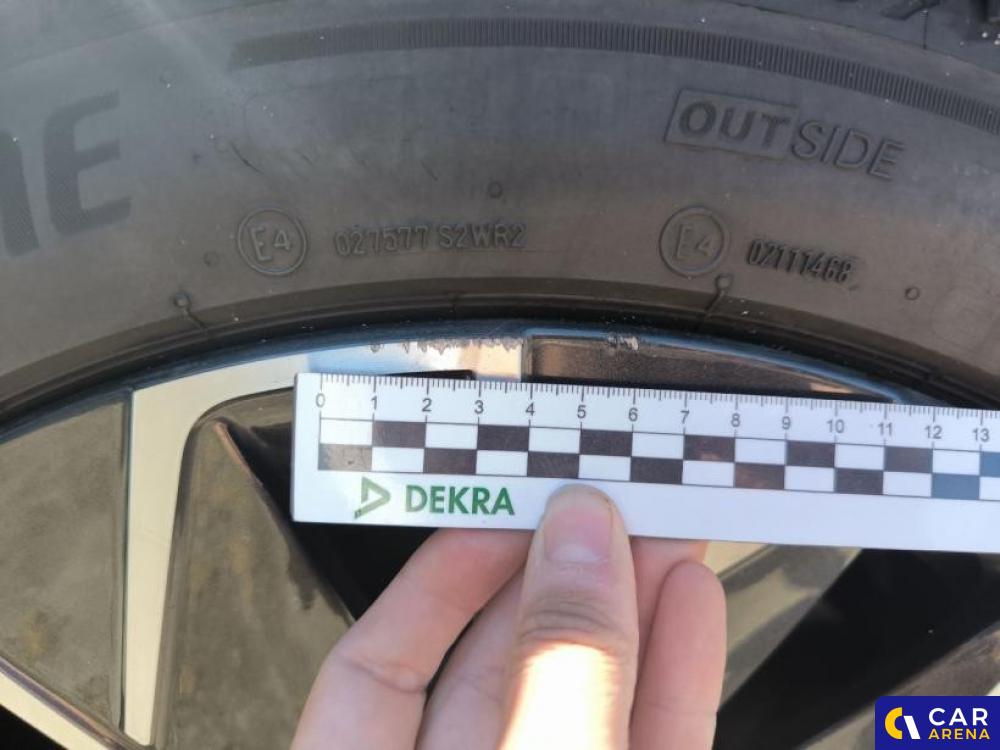 OUTSIDE
E4 027577 S2WR2
E4 02111468
0 1 2 3 4 5 6 7 8 9 10 11 12 13
DEKRA
CAR
ARENA